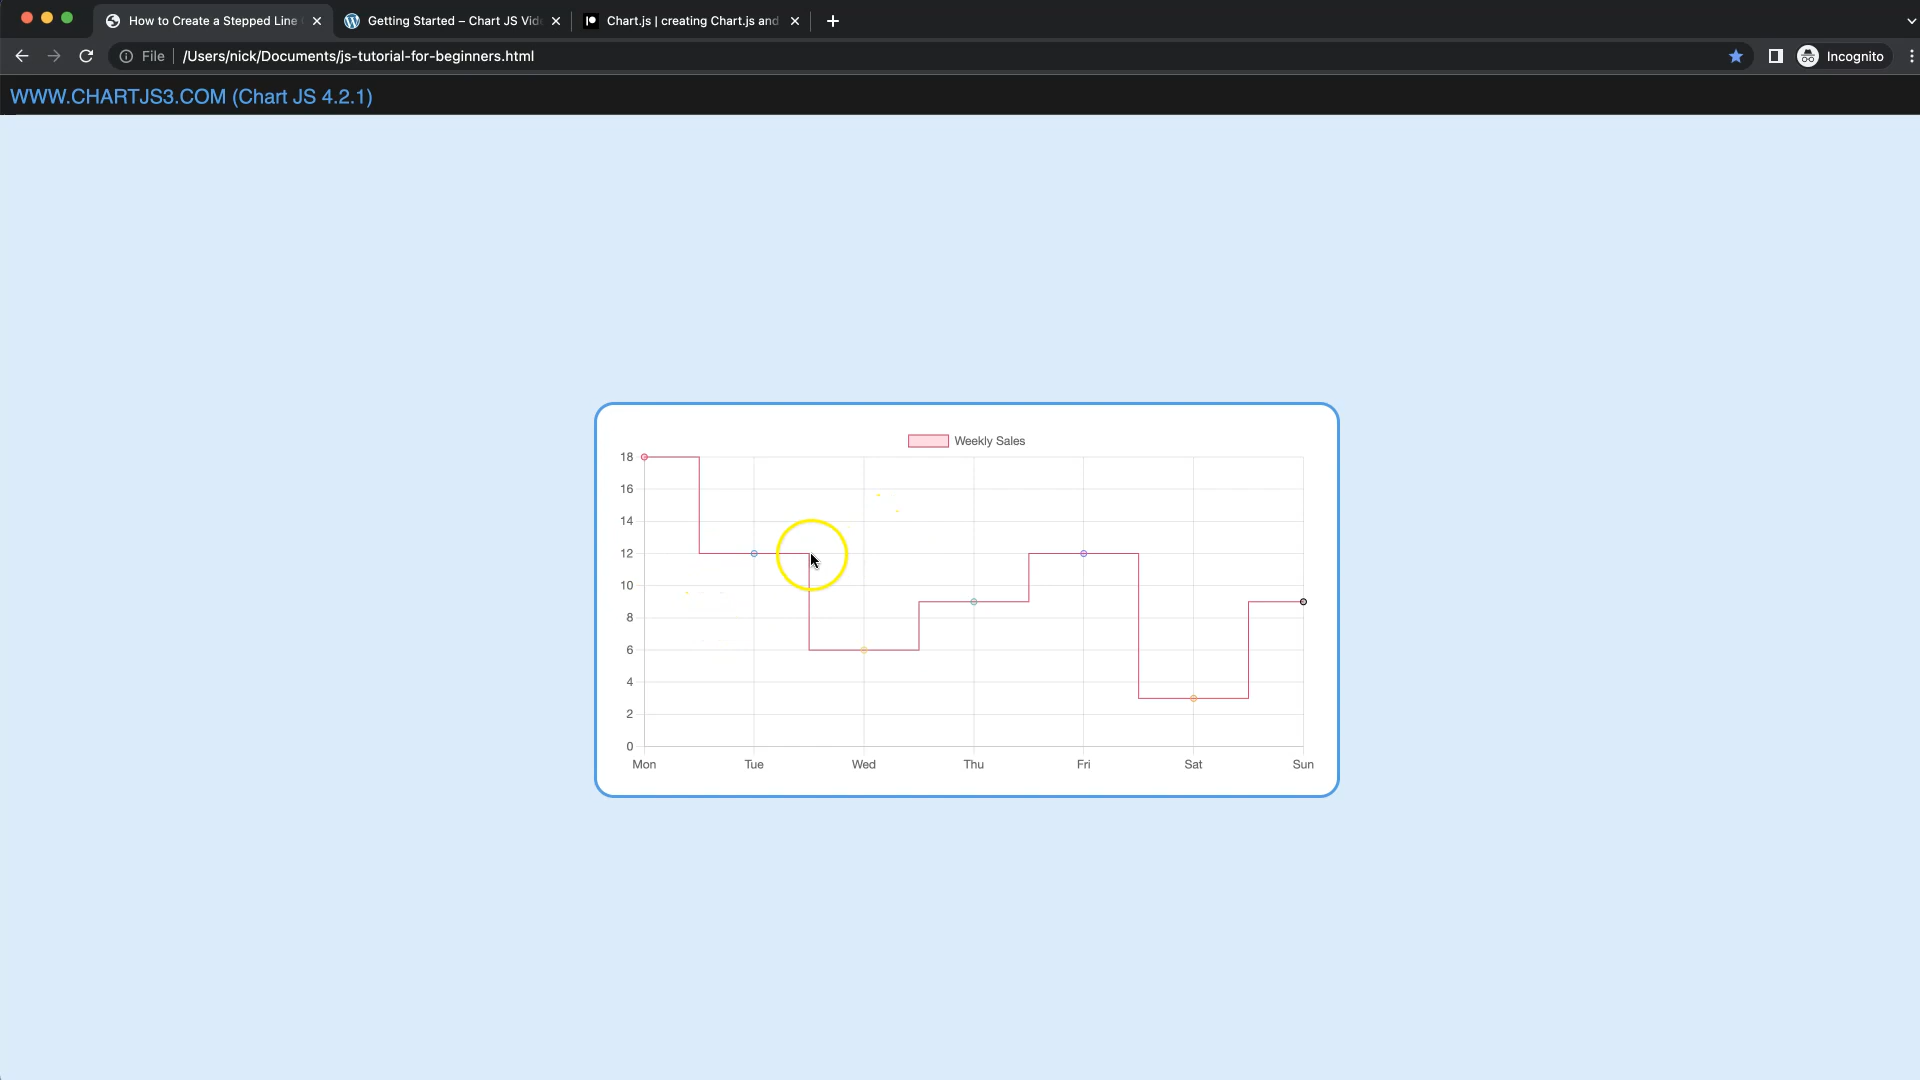 How to Create a Stepped Line
Getting Started – Chart JS Vid
Chart.js | creating Chart.js and
File
/Users/nick/Documents/js-tutorial-for-beginners.html
Incognito
WWW.CHARTJS3.COM (Chart JS 4.2.1)
Weekly Sales
18
16
14
12
10
8
6
4
2
0
Mon Tue Wed Thu Fri Sat Sun